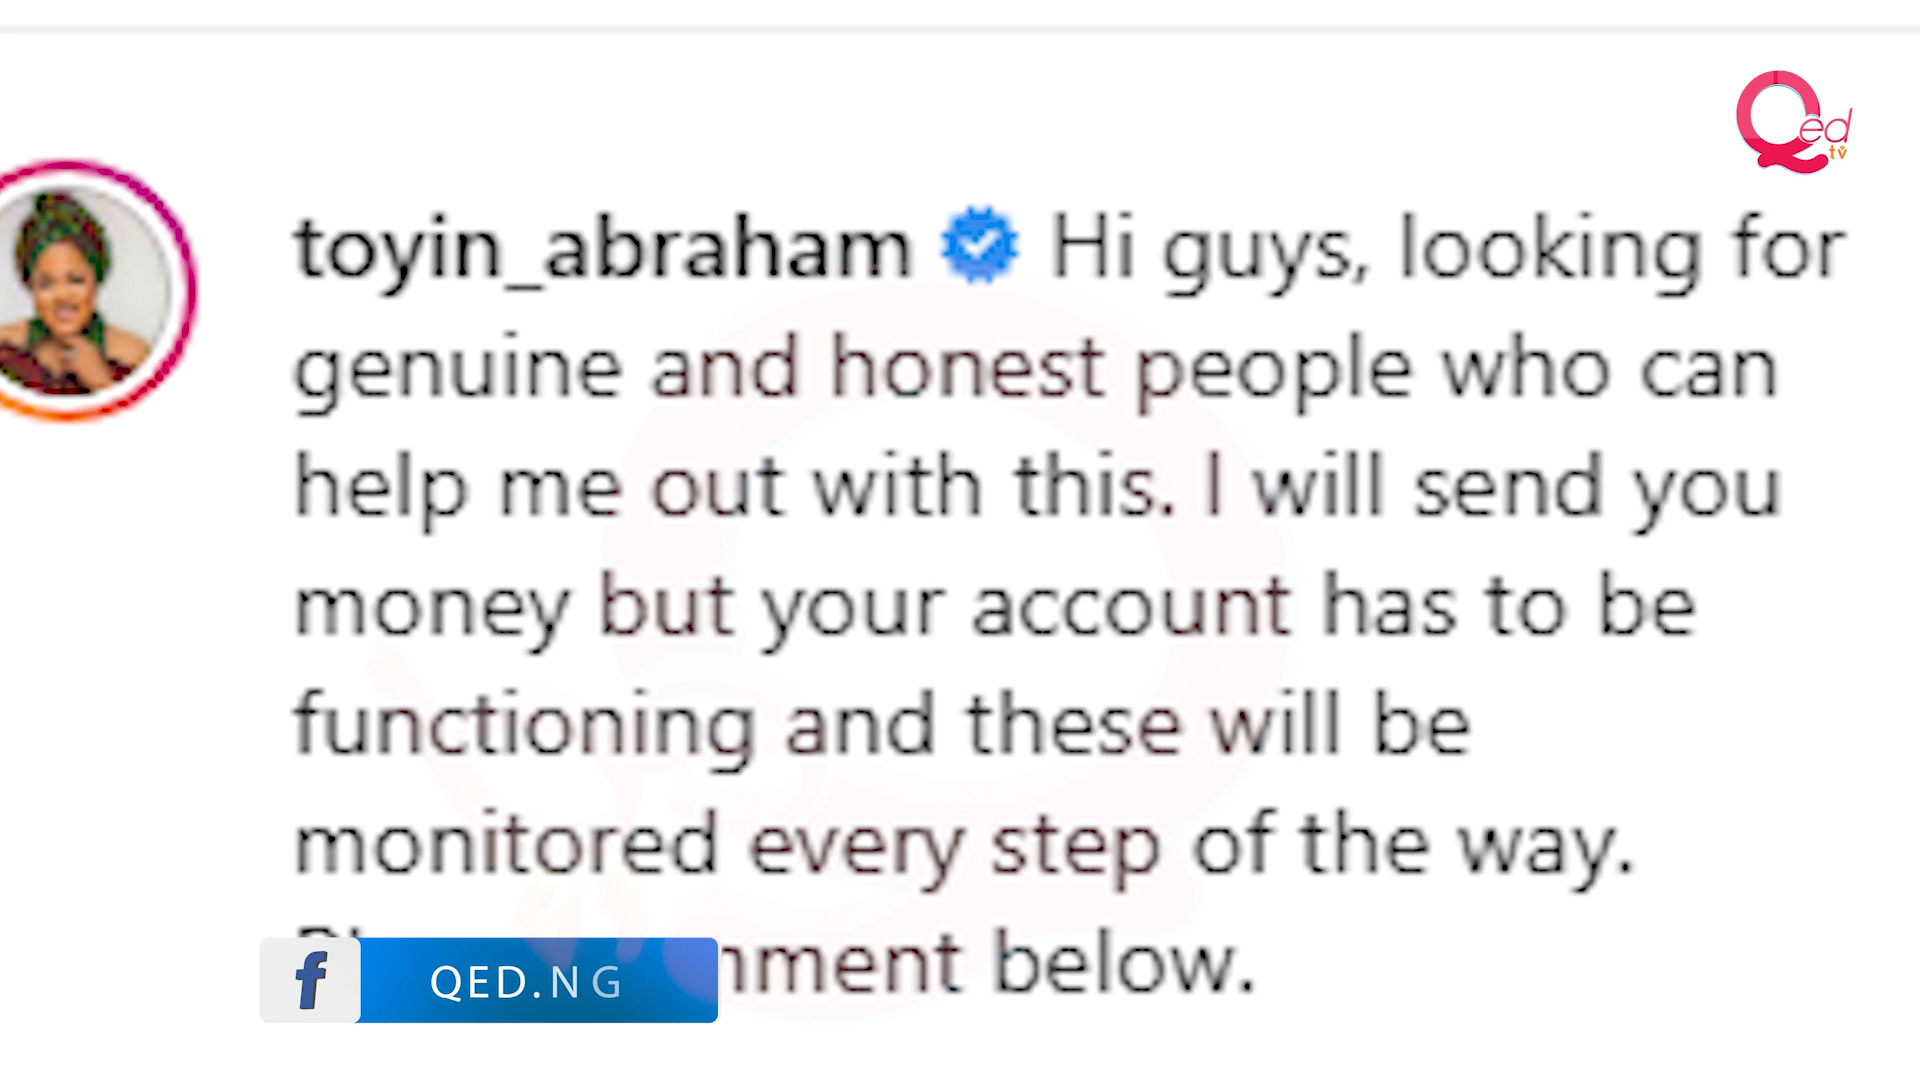 Qed
tv
toyin_abraham Hi guys, looking for
genuine and honest people who can
help me out with this. I will send you
money but your account has to be
functioning and these will be
monitored every step of the way.
below.
f QED.NG